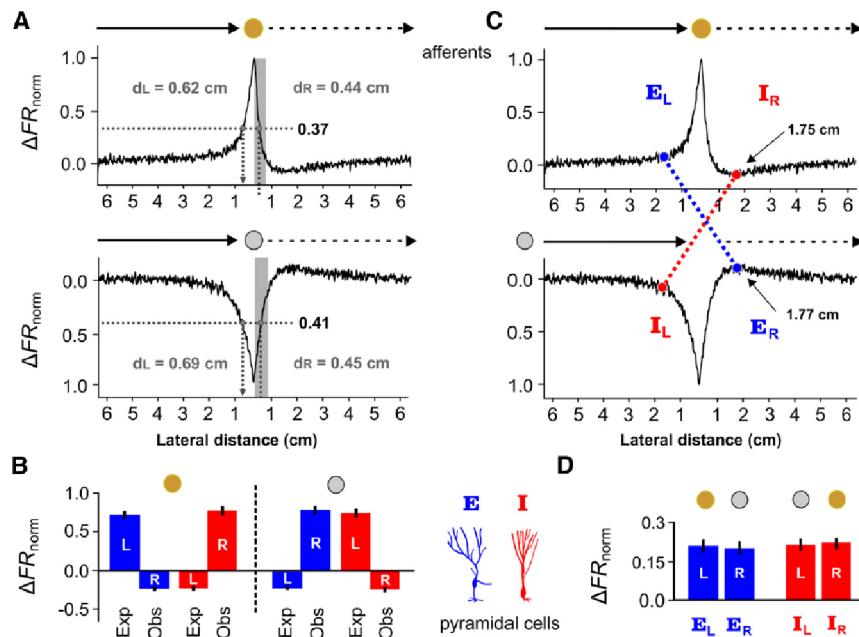 A
afferents
ΔFRnorm
1.0
0.5
0.0
dL = 0.62 cm
dR = 0.44 cm
0.37
6 5 4 3 2 1 1 2 3 4 5 6
ΔFRnorm
0.0
0.5
1.0
0.41
dL = 0.69 cm
dR = 0.45 cm
6 5 4 3 2 1 1 2 3 4 5 6
Lateral distance (cm)
C
ΔFRnorm
1.0
0.5
0.0
EL
IR
1.75 cm
6 5 4 3 2 1 1 2 3 4 5 6
ΔFRnorm
0.0
0.5
1.0
IL
ER
1.77 cm
6 5 4 3 2 1 1 2 3 4 5 6
Lateral distance (cm)
B
ΔFRnorm
1.0
0.5
0.0
-0.5
L R L R L R L R
Exp Obs Exp Obs Exp Obs Exp Obs
E I
pyramidal cells
D
ΔFRnorm
0.3
0.15
0.0
L R L R
EL ER IL IR